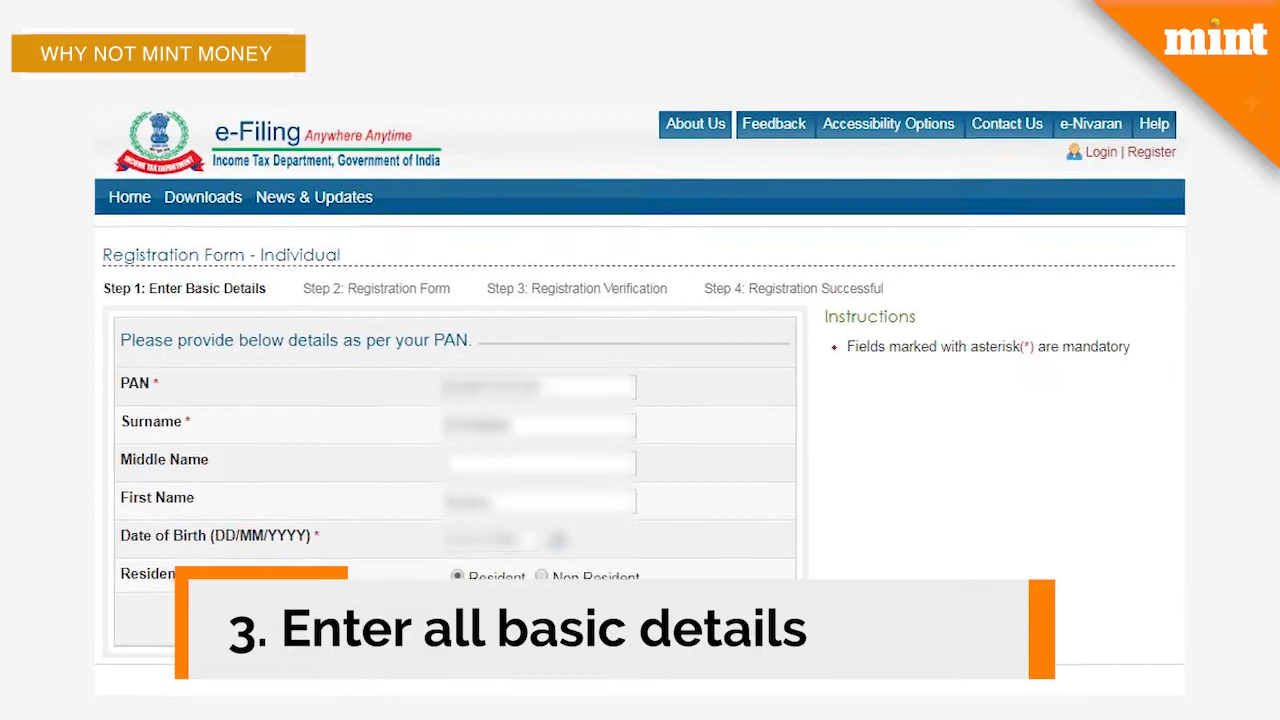 WHY NOT MINT MONEY
mint
INCOME TAX DEPARTMENT
e-Filing Anywhere Anytime
Income Tax Department, Government of India
About Us Feedback Accessibility Options Contact Us e-Nivaran Help
Login | Register
Home Downloads News & Updates
Registration Form - Individual
Step 1: Enter Basic Details Step 2: Registration Form Step 3: Registration Verification Step 4: Registration Successful
Instructions
Fields marked with asterisk(*) are mandatory
Please provide below details as per your PAN.
PAN *
Surname *
Middle Name
First Name
Date of Birth (DD/MM/YYYY) *
Resident Non Resident
3. Enter all basic details